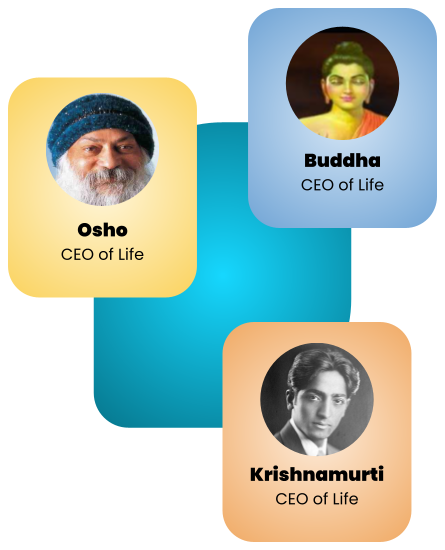 Buddha
CEO of Life
Osho
CEO of Life
Krishnamurti
CEO of Life